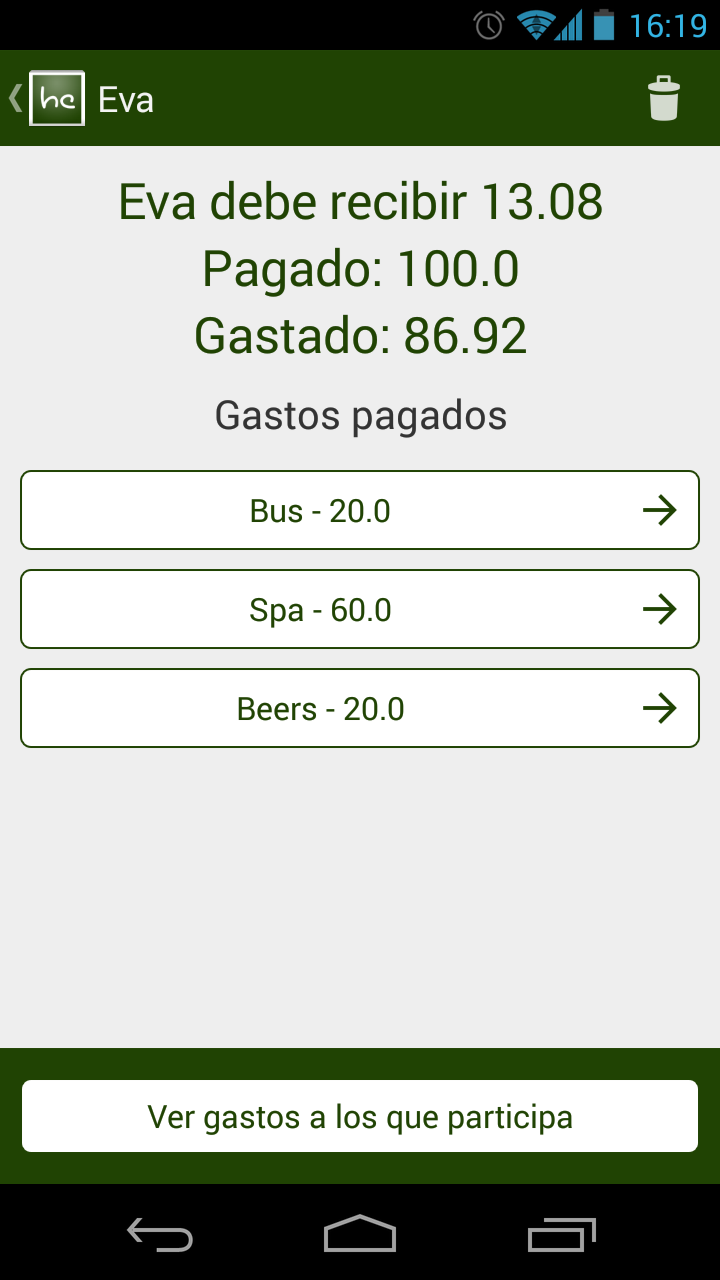 16:19
hc
Eva
Eva debe recibir 13.08
Pagado: 100.0
Gastado: 86.92
Gastos pagados
Bus - 20.0
Spa - 60.0
Beers - 20.0
Ver gastos a los que participa